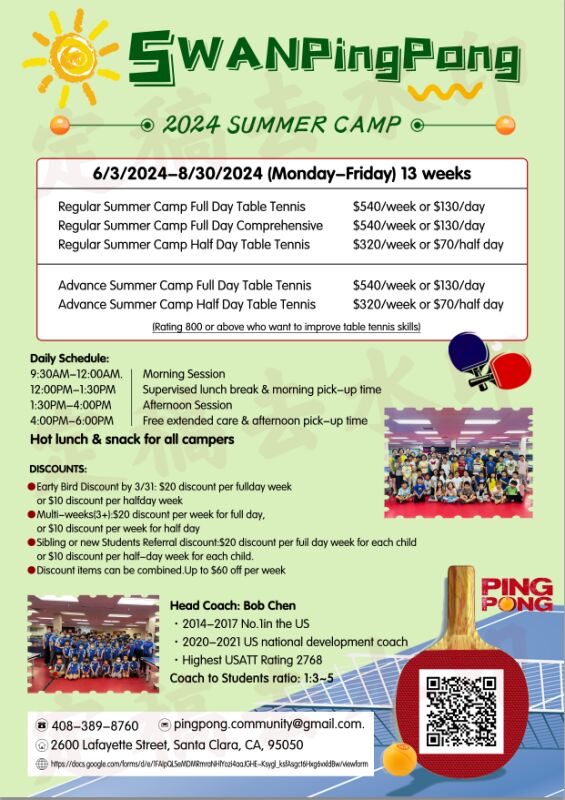 SWANPingPong
2024 SUMMER CAMP
6/3/2024-8/30/2024 (Monday-Friday) 13 weeks
Regular Summer Camp Full Day Table Tennis $540/week or $130/day
Regular Summer Camp Full Day Comprehensive $540/week or $130/day
Regular Summer Camp Half Day Table Tennis $320/week or $70/half day
Advance Summer Camp Full Day Table Tennis $540/week or $130/day
Advance Summer Camp Half Day Table Tennis $320/week or $70/half day
(Rating 800 or above who want to improve table tennis skills)
Daily Schedule:
9:30AM-12:00AM. Morning Session
12:00PM-1:30PM Supervised lunch break & morning pick-up time
1:30PM-4:00PM Afternoon Session
4:00PM-6:00PM Free extended care & afternoon pick-up time
Hot lunch & snack for all campers
DISCOUNTS:
Earty Bird Discount by 3/31: $20 discount per fullday week
or $10 discount per halfday week
Multi-weeks(3+):$20 discount per week for full day,
or $10 discount per week for half day
Sibling or new Students Referral discount:$20 discount per full day week for each child
or $10 discount per half-day week for each child.
Discount items can be combined.Up to $60 off per week
PING
PONG
Head Coach: Bob Chen
· 2014-2017 No.1in the US
· 2020-2021 US national development coach
· Highest USATT Rating 2768
Coach to Students ratio: 1:3~5
408-389-8760 pingpong.community@gmail.com.
2600 Lafayette Street, Santa Clara, CA, 95050
定稿去水印